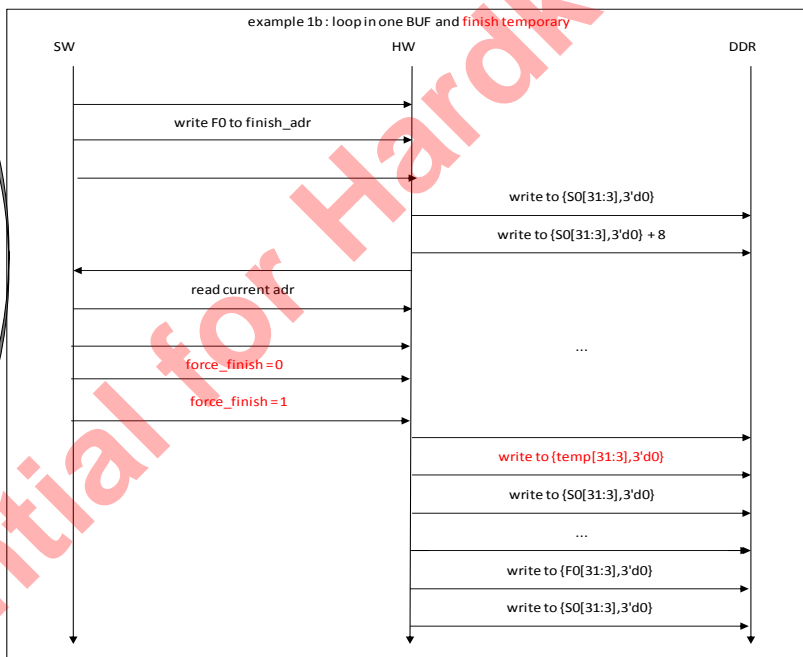 example 1b : loop in one BUF and finish temporary
SW HW DDR
write F0 to finish_adr
write to {S0[31:3],3'd0}
write to {S0[31:3],3'd0} + 8
read current adr
...
force_finish = 0
force_finish = 1
write to {temp[31:3],3'd0}
write to {S0[31:3],3'd0}
...
write to {F0[31:3],3'd0}
write to {S0[31:3],3'd0}
ntial for Hardk